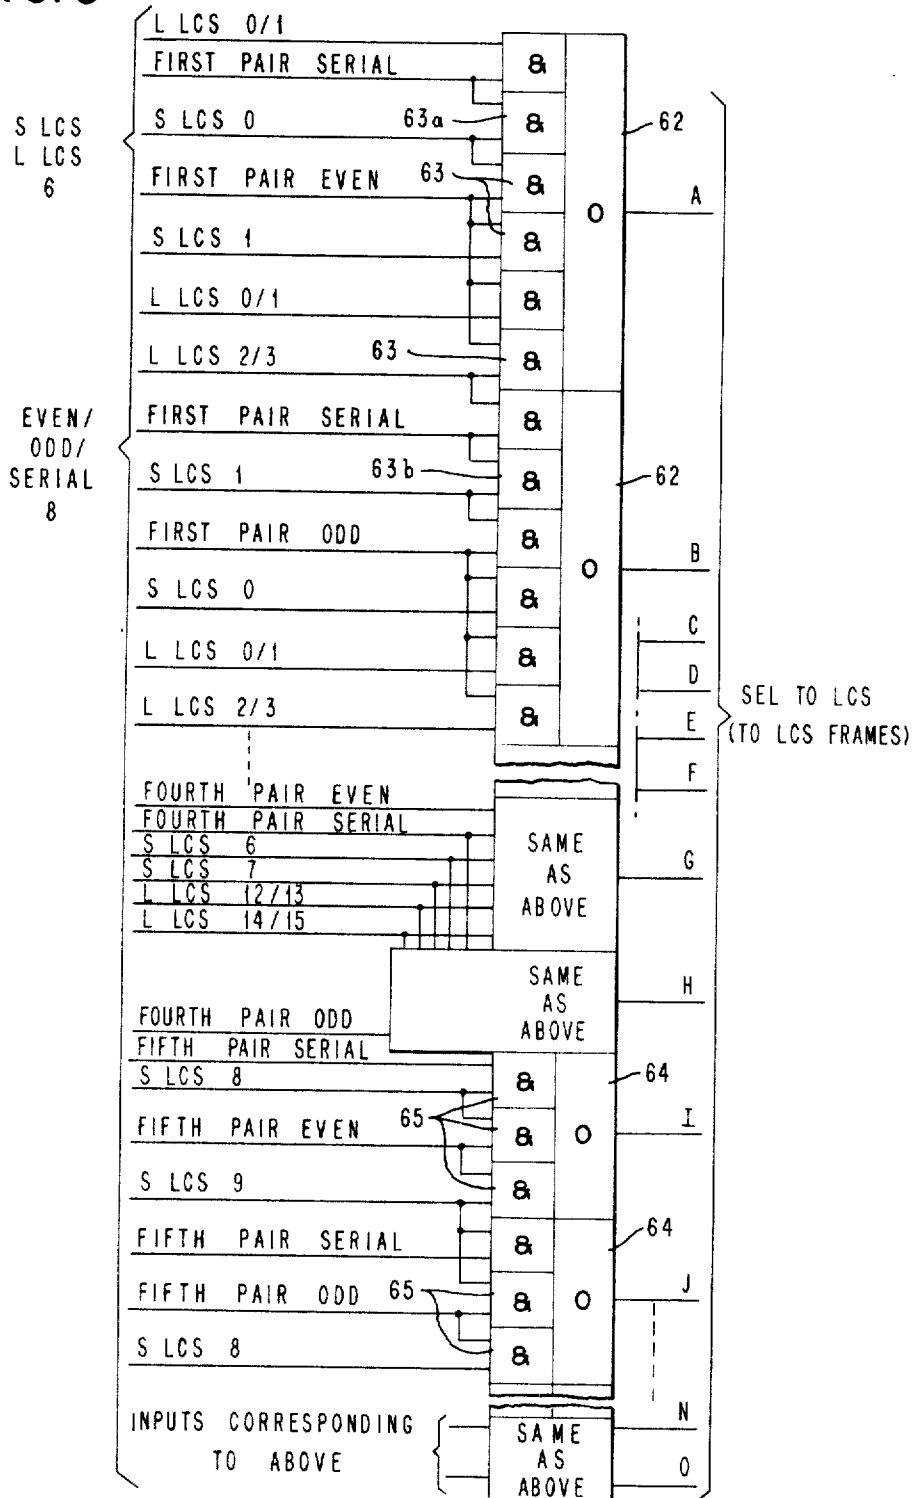 L LCS 0/1
FIRST PAIR SERIAL
S LCS 0
FIRST PAIR EVEN
S LCS 1
L LCS 0/1
L LCS 2/3
FIRST PAIR SERIAL
S LCS 1
FIRST PAIR ODD
S LCS 0
L LCS 0/1
L LCS 2/3
FOURTH PAIR EVEN
FOURTH PAIR SERIAL
S LCS 6
S LCS 7
L LCS 12/13
L LCS 14/15
FOURTH PAIR ODD
FIFTH PAIR SERIAL
S LCS 8
FIFTH PAIR EVEN
S LCS 9
FIFTH PAIR SERIAL
FIFTH PAIR ODD
S LCS 8
INPUTS CORRESPONDING
TO ABOVE
S LCS
L LCS
6
EVEN/
ODD/
SERIAL
8
63a
63
63
63b
65
65
&
&
&
&
&
&
&
&
&
&
&
&
O
O
SAME
AS
ABOVE
SAME
AS
ABOVE
&
&
&
&
&
&
O
O
SAME
AS
ABOVE
62
62
64
64
A
B
C
D
E
F
G
H
I
J
N
O
SEL TO LCS
(TO LCS FRAMES)